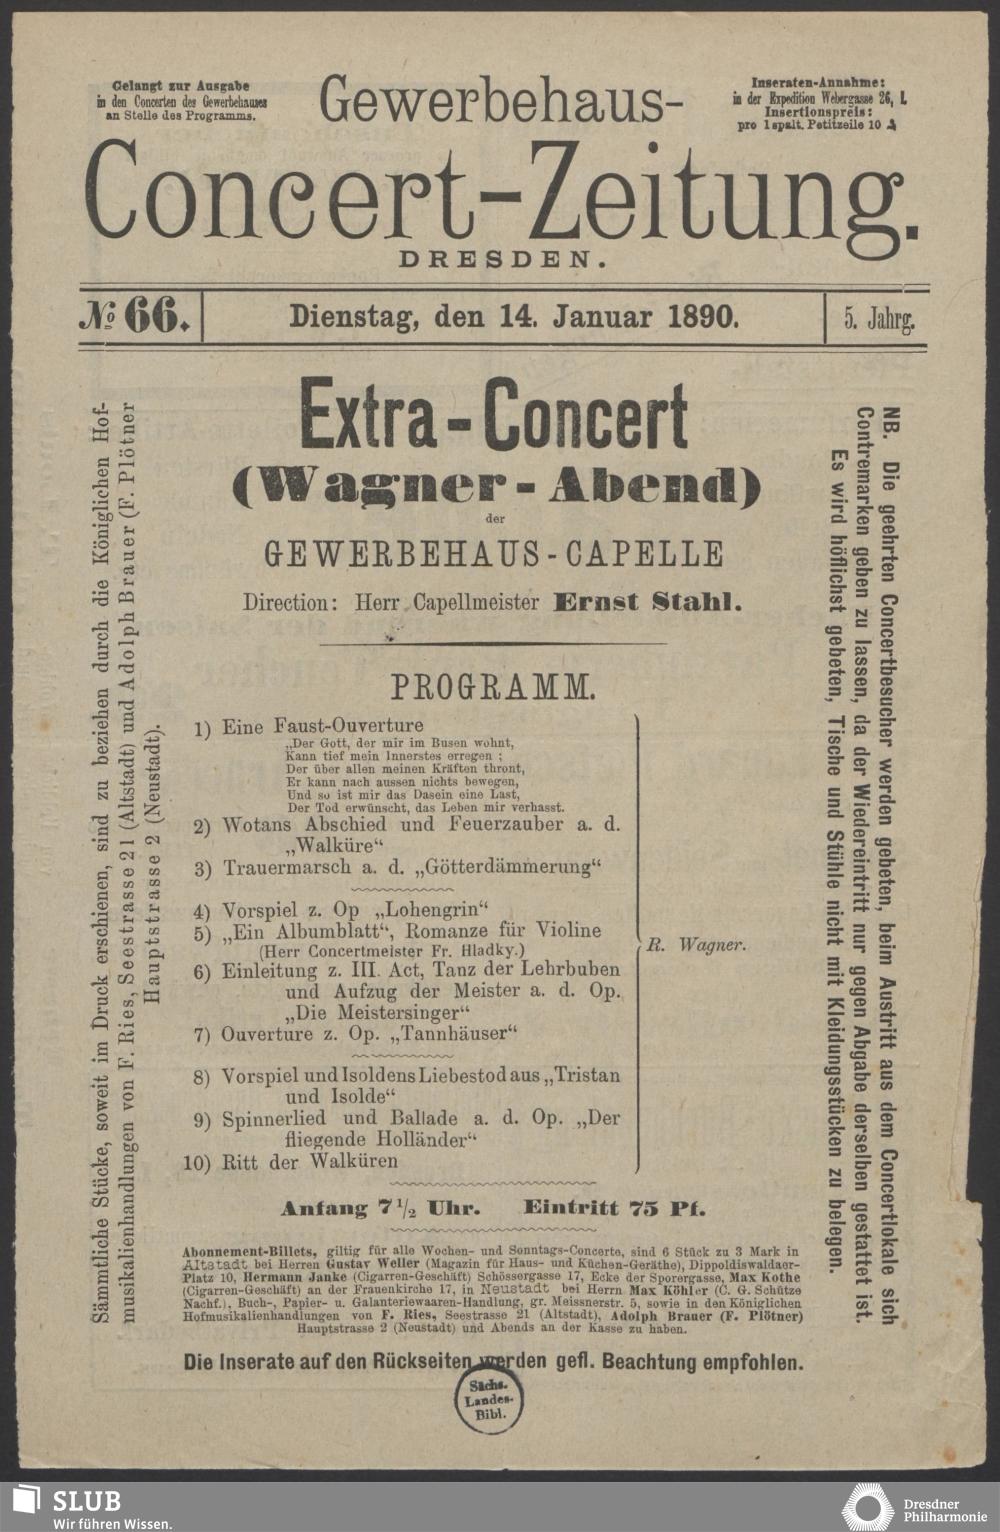 Gelangt zur Ausgabe
in den Concerten des Gewerbehauses
an Stelle des Programms.
Gewerbehaus-
Inseraten-Annahme:
in der Expedition Webergasse 26, I.
Insertionspreis:
pro 1spalt. Petitzeile 10 ₰
Concert-Zeitung.
DRESDEN.
№ 66.
Dienstag, den 14. Januar 1890.
5. Jahrg.
Sämmtliche Stücke, soweit im Druck erschienen, sind zu beziehen durch die Königlichen Hof-
musikalienhandlungen von F. Ries, Seestrasse 21 (Altstadt) und Adolph Brauer (F. Plötner
Hauptstrasse 2 (Neustadt).
Extra-Concert
(Wagner-Abend)
der
GEWERBEHAUS-CAPELLE
Direction: Herr Capellmeister Ernst Stahl.
PROGRAMM.
1) Eine Faust-Ouverture
„Der Gott, der mir im Busen wohnt,
Kann tief mein Innerstes erregen ;
Der über allen meinen Kräften thront,
Er kann nach aussen nichts bewegen,
Und so ist mir das Dasein eine Last,
Der Tod erwünscht, das Leben mir verhasst.
2) Wotans Abschied und Feuerzauber a. d.
„Walküre“
3) Trauermarsch a. d. „Götterdämmerung“
4) Vorspiel z. Op „Lohengrin“
5) „Ein Albumblatt“, Romanze für Violine
(Herr Concertmeister Fr. Hladky.)
6) Einleitung z. III. Act, Tanz der Lehrbuben
und Aufzug der Meister a. d. Op.
„Die Meistersinger“
7) Ouverture z. Op. „Tannhäuser“
8) Vorspiel und Isoldens Liebestod aus „Tristan
und Isolde“
9) Spinnerlied und Ballade a. d. Op. „Der
fliegende Holländer“
10) Ritt der Walküren
R. Wagner.
Anfang 7 1/2 Uhr. Eintritt 75 Pf.
Abonnement-Billets, giltig für alle Wochen- und Sonntags-Concerte, sind 6 Stück zu 3 Mark in
Altstadt bei Herren Gustav Weller (Magazin für Haus- und Küchen-Geräthe), Dippoldiswaldaer-
Platz 10, Hermann Janke (Cigarren-Geschäft) Schössergasse 17, Ecke der Sporergasse, Max Kothe
(Cigarren-Geschäft) an der Frauenkirche 17, in Neustadt bei Herrn Max Köhler (C. G. Schütze
Nachf.), Buch-, Papier- u. Galanteriewaaren-Handlung, gr. Meissnerstr. 5, sowie in den Königlichen
Hofmusikalienhandlungen von F. Ries, Seestrasse 21 (Altstadt), Adolph Brauer (F. Plötner)
Hauptstrasse 2 (Neustadt) und Abends an der Kasse zu haben.
Die Inserate auf den Rückseiten werden gefl. Beachtung empfohlen.
NB. Die geehrten Concertbesucher werden gebeten, beim Austritt aus dem Concertlokale sich
Contremarken geben zu lassen, da der Wiedereintritt nur gegen Abgabe derselben gestattet ist.
Es wird höflichst gebeten, Tische und Stühle nicht mit Kleidungsstücken zu belegen.
Sächs.
Landes-
Bibl.
SLUB
Wir führen Wissen.
Dresdner
Philharmonie